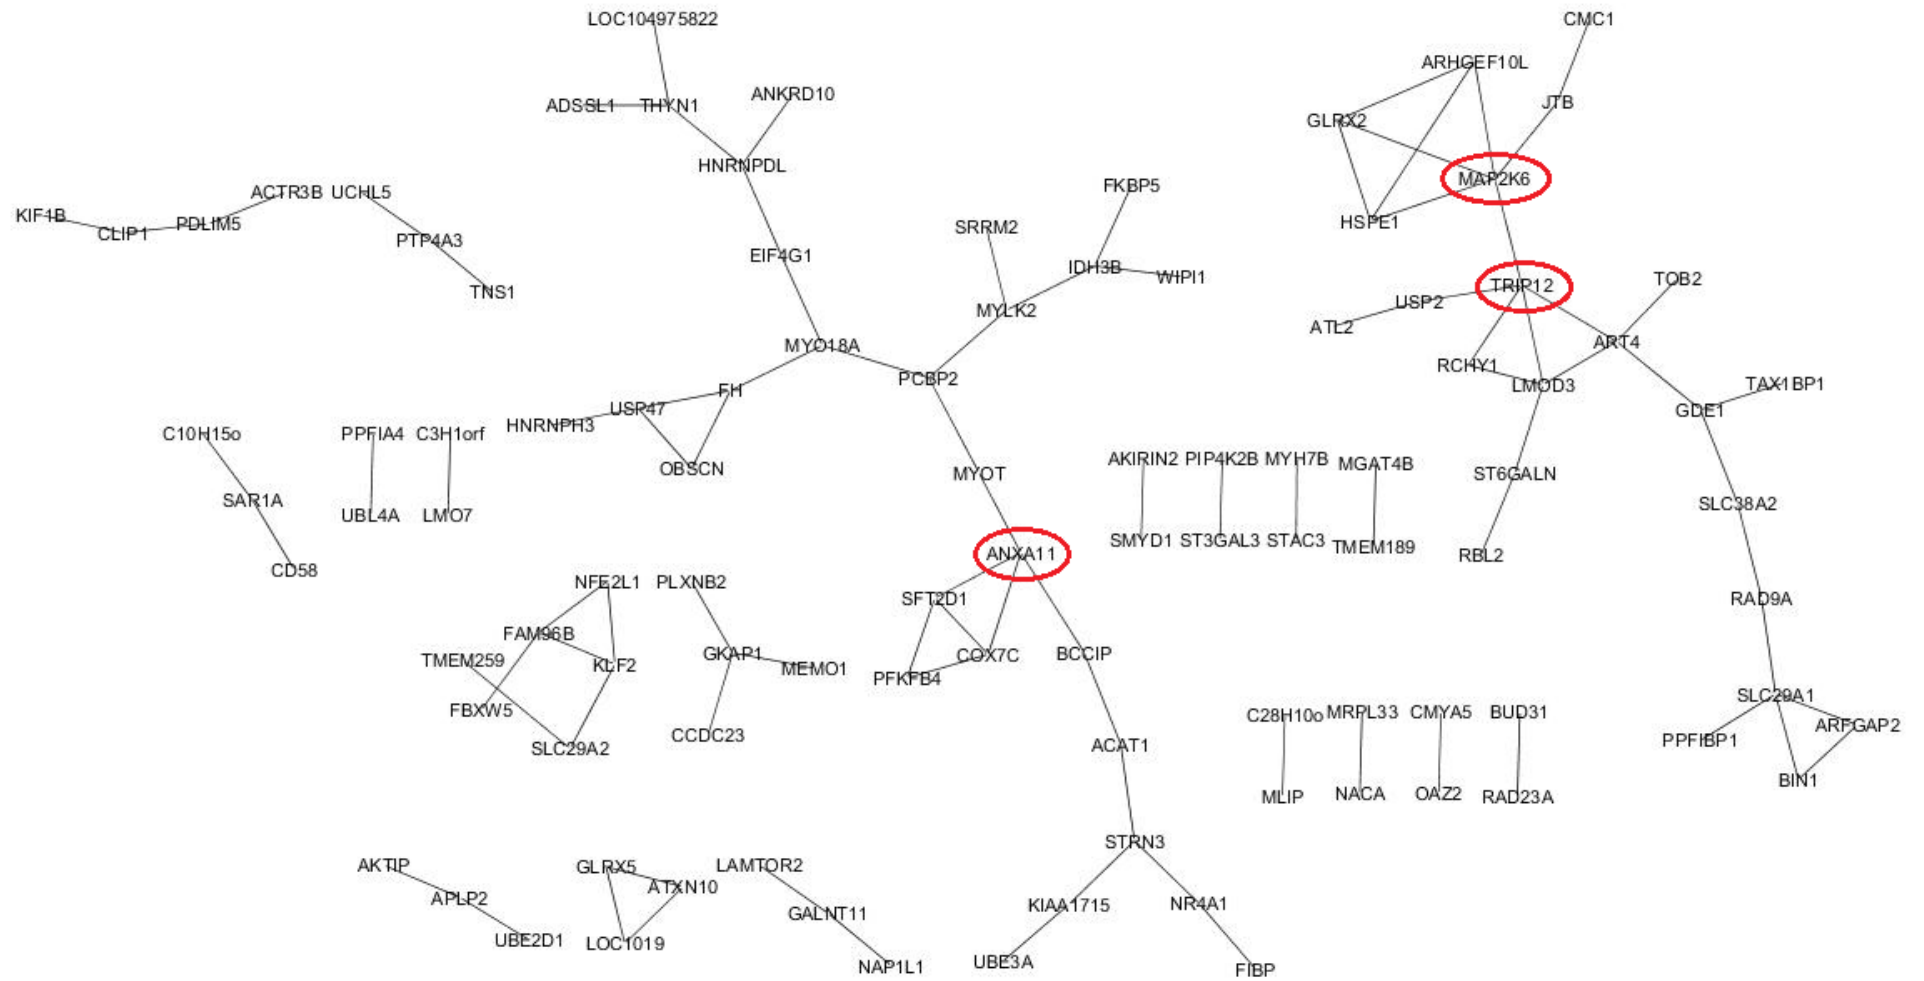 LOC104975822
CMC1
ARHGEF10L
ADSSL1
THYN1
ANKRD10
JTB
GLRX2
HNRNPDL
MAP2K6
FKBP5
ACTR3B
UCHL5
KIF1B
CLIP1
PDLIM5
HSPE1
SRRM2
PTP4A3
EIF4G1
IDH3B
WIPI1
TOB2
TRIP12
TNS1
USP2
MYLK2
ATL2
MYO18A
ART4
RCHY1
PCBP2
LMOD3
TAX1BP1
FH
USP47
GDE1
HNRNPH3
C10H15o
PPFIA4
C3H1orf
OBSCN
MYOT
AKIRIN2
PIP4K2B
MYH7B
MGAT4B
ST6GALN
SAR1A
SLC38A2
UBL4A
LMO7
SMYD1
ST3GAL3
STAC3
TMEM189
ANXA11
RBL2
CD58
NFE2L1
PLXNB2
SFT2D1
RAD9A
FAM96B
TMEM259
KLF2
GKAP1
MEMO1
COX7C
BCCIP
PFKFB4
SLC29A1
FBXW5
C28H10o
MRPL33
CMYA5
BUD31
ARFGAP2
CCDC23
SLC29A2
ACAT1
PPFIBP1
BIN1
MLIP
NACA
OAZ2
RAD23A
STRN3
AKTIP
GLRX5
LAMTOR2
ATXN10
APLP2
KIAA1715
NR4A1
GALNT11
UBE2D1
LOC1019
UBE3A
NAP1L1
FIBP